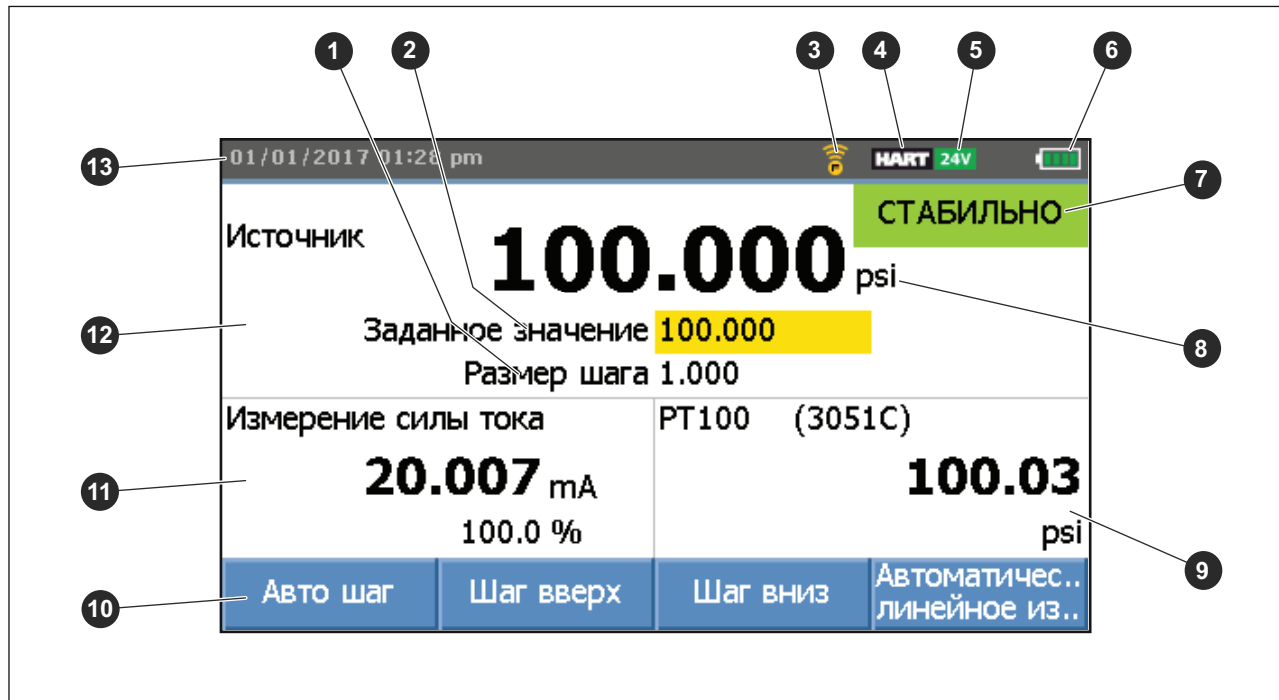 1 2 3 4 5 6
13 01/01/2017 01:28 pm HART 24V
7 СТАБИЛЬНО
Источник 100.000 psi
8
12 Заданное значение 100.000
Размер шага 1.000
Измерение силы тока PT100 (3051C)
11 20.007 mA 100.03
100.0 % psi
9
10 Авто шаг Шаг вверх Шаг вниз Автоматичес..
линейное из..